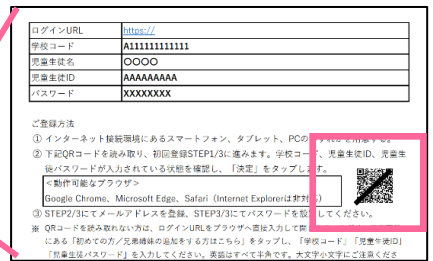 ログインURL https://
学校コード A111111111111
児童生徒名 〇〇〇〇
児童生徒ID AAAAAAAAA
パスワード XXXXXXXX
ご登録方法
① インターネット接続環境にあるスマートフォン、タブレット、PCの
② 下記QRコードを読み取り、初回登録STEP1/3に進みます。学校コード、児童生徒ID、児童生
徒パスワードが入力されている状態を確認し、「決定」をタップします。
<動作可能なブラウザ>
Google Chrome、Microsoft Edge、Safari（Internet Explorerは非対応）
③ STEP2/3にてメールアドレスを登録、STEP3/3にてパスワードを設定してください。
※ QRコードを読み取れない方は、ログインURLをブラウザへ直接入力して
にある「初めての方／兄弟姉妹の追加をする方はこちら」をタップし、「学校コード」「児童生徒ID」
「児童生徒パスワード」を入力してください。英語はすべて半角です。大文字小文字にご注意くださ